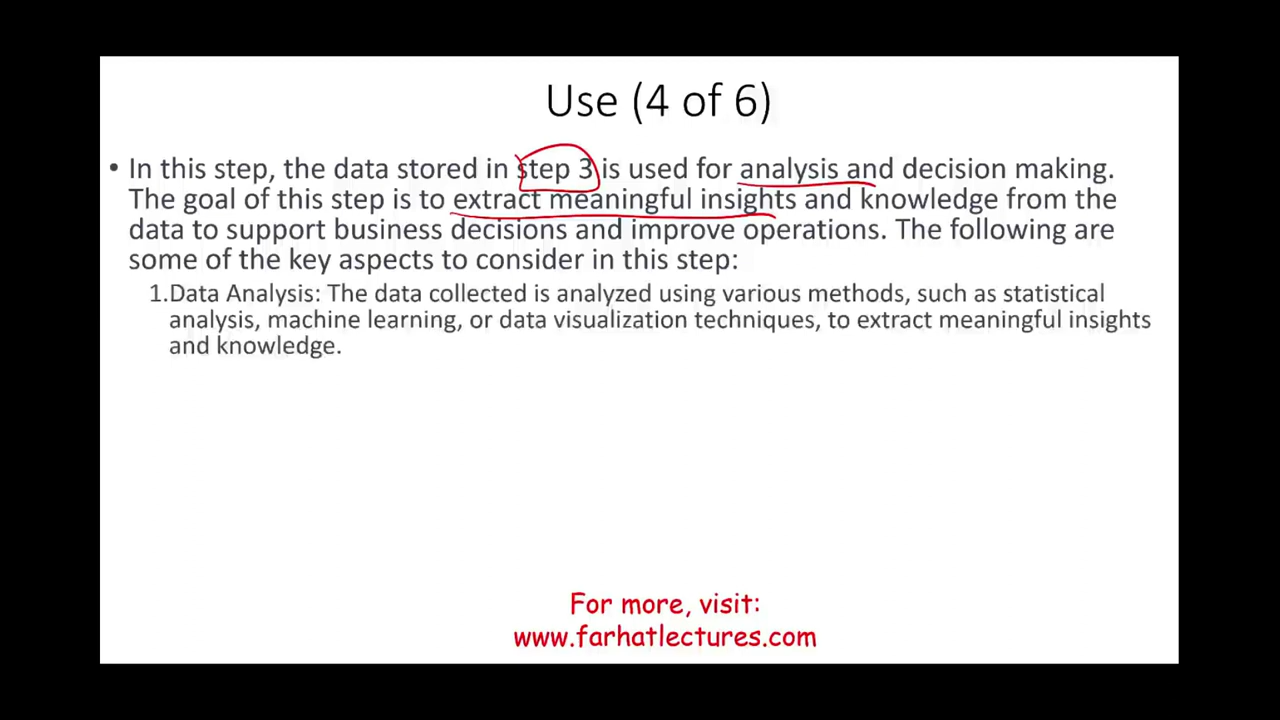 Use (4 of 6)
• In this step, the data stored in step 3 is used for analysis and decision making.
The goal of this step is to extract meaningful insights and knowledge from the
data to support business decisions and improve operations. The following are
some of the key aspects to consider in this step:
1.Data Analysis: The data collected is analyzed using various methods, such as statistical
analysis, machine learning, or data visualization techniques, to extract meaningful insights
and knowledge.
For more, visit:
www.farhatlectures.com